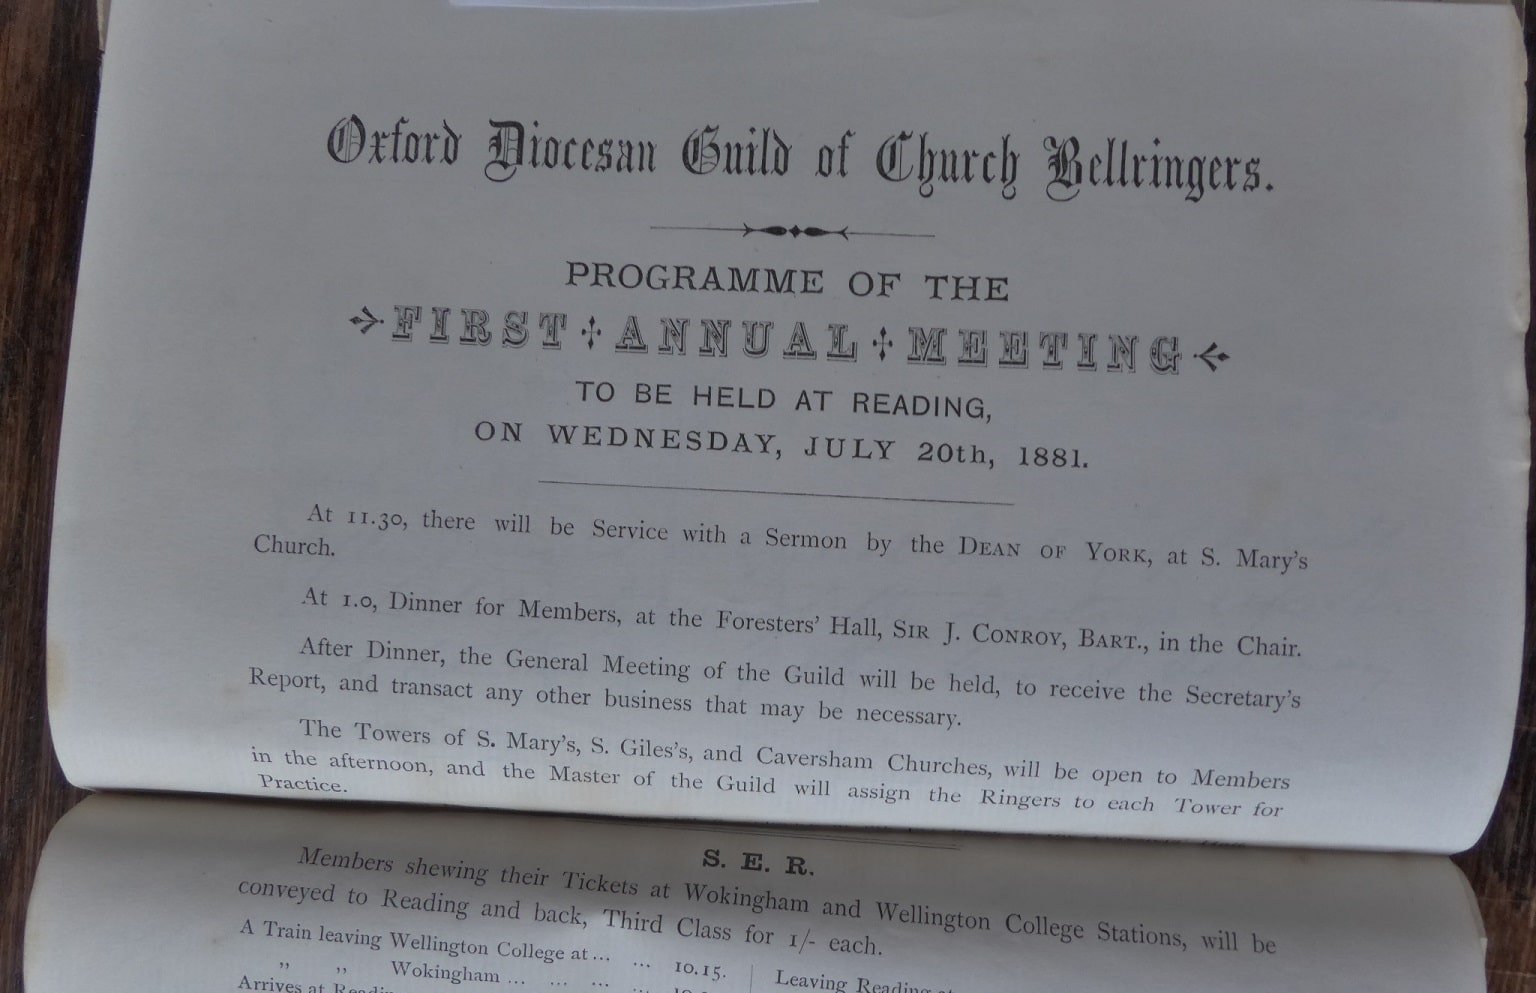 Oxford Diocesan Guild of Church Bellringers.
PROGRAMME OF THE
FIRST ANNUAL MEETING
TO BE HELD AT READING,
ON WEDNESDAY, JULY 20th, 1881.
At 11.30, there will be Service with a Sermon by the DEAN OF YORK, at S. Mary's
Church.
At 1.0, Dinner for Members, at the Foresters' Hall, SIR J. CONROY, BART., in the Chair.
After Dinner, the General Meeting of the Guild will be held, to receive the Secretary's
Report, and transact any other business that may be necessary.
The Towers of S. Mary's, S. Giles's, and Caversham Churches, will be open to Members
in the afternoon, and the Master of the Guild will assign the Ringers to each Tower for
Practice.
S. E. R.
Members shewing their Tickets at Wokingham and Wellington College Stations, will be
conveyed to Reading and back, Third Class for 1/- each.
A Train leaving Wellington College at ... ... 10.15.
„ „ Wokingham ... ... ... ...
Arrives at
Leaving Reading